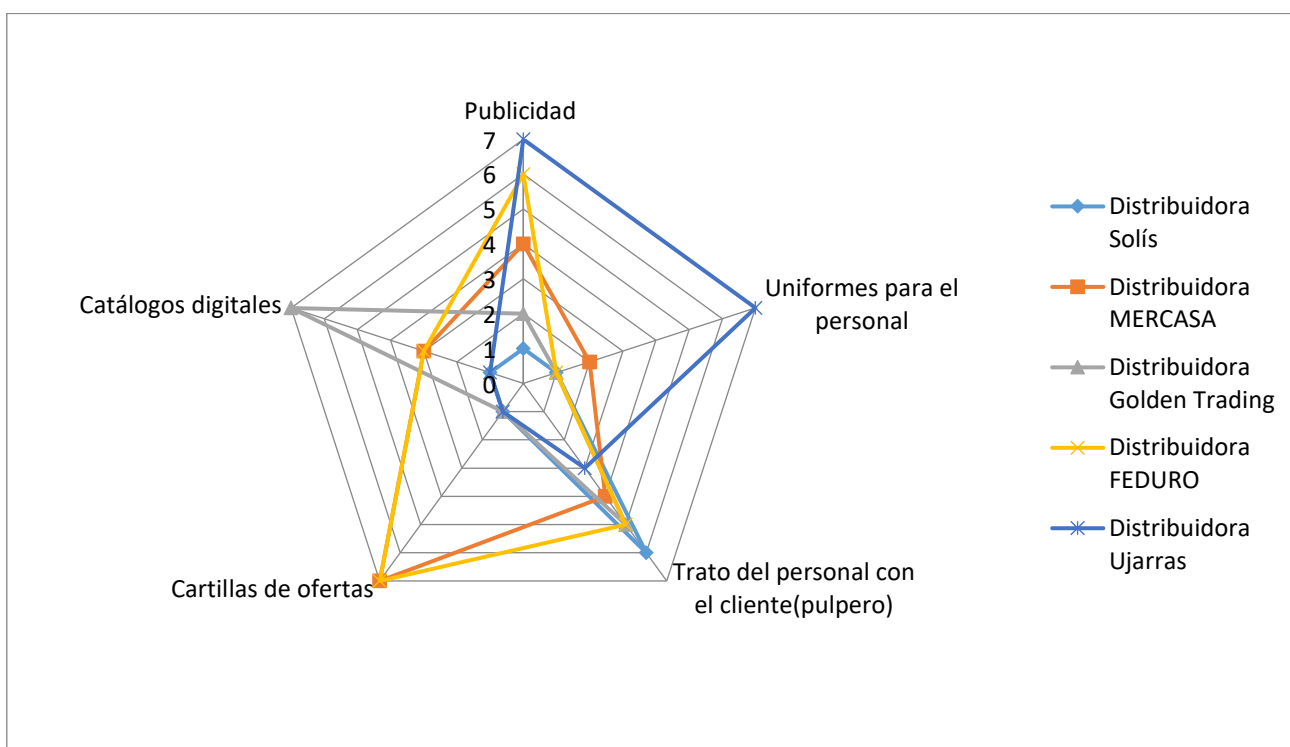 Publicidad
7
6
5
4
3
2
1
0
Uniformes para el
personal
Trato del personal con
el cliente(pulpero)
Cartillas de ofertas
Catálogos digitales
Distribuidora
Solís
Distribuidora
MERCASA
Distribuidora
Golden Trading
Distribuidora
FEDURO
Distribuidora
Ujarras